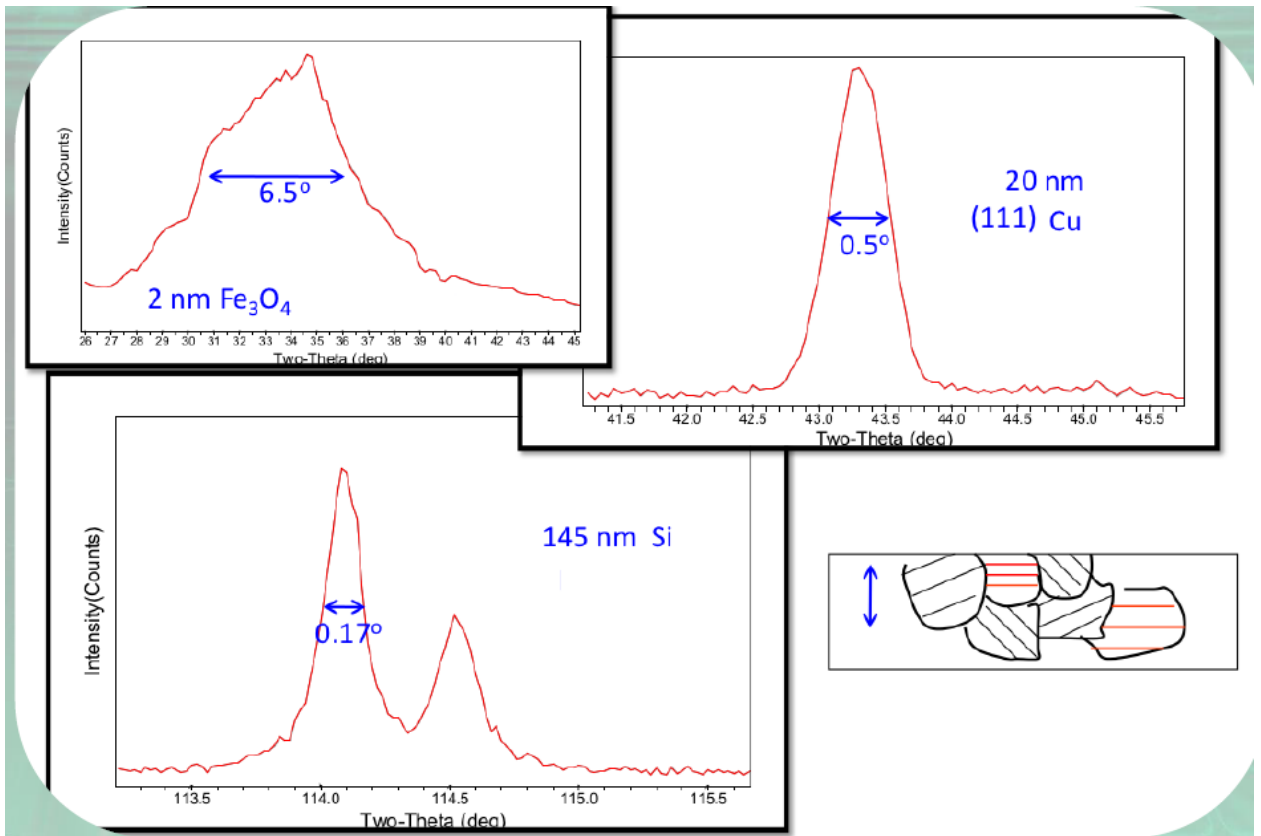 Intensity(Counts)
6.5º
2 nm Fe₃O₄
26 27 28 29 30 31 32 33 34 35 36 37 38 39 40 41 42 43 44 45
Two-Theta (deg)
20 nm
(111) Cu
0.5º
41.5 42.0 42.5 43.0 43.5 44.0 44.5 45.0 45.5
Two-Theta (deg)
Intensity(Counts)
145 nm Si
0.17º
113.5 114.0 114.5 115.0 115.5
Two-Theta (deg)